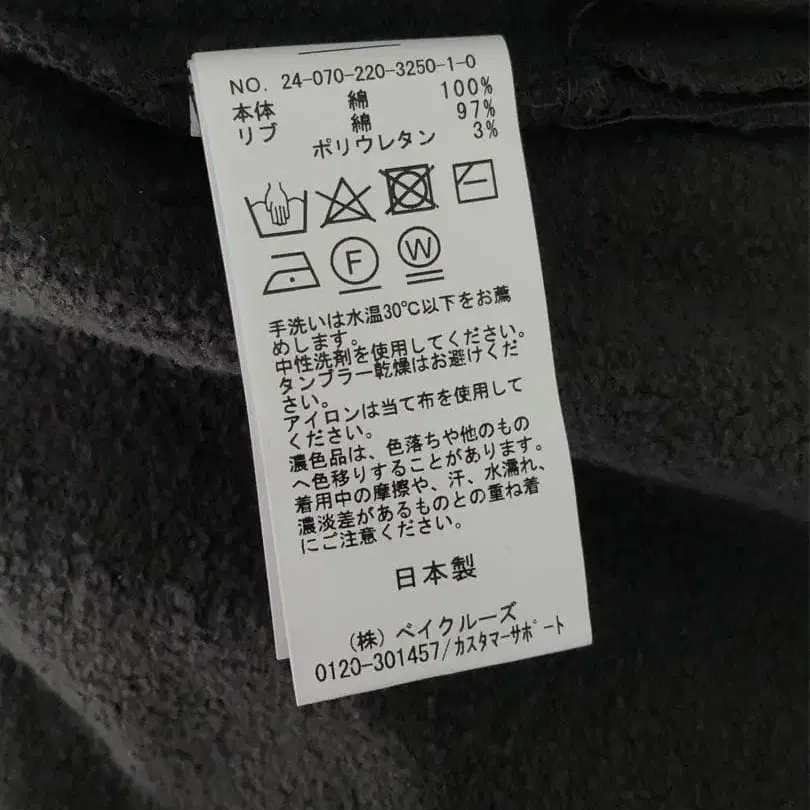 NO. 24-070-220-3250-1-0
本体 綿 100%
リブ 綿 97%
ポリウレタン 3%
F W
手洗いは水温30℃以下をお薦
めします。
中性洗剤を使用してください。
タンブラー乾燥はお避けくだ
さい。
アイロンは当て布を使用して
ください。
濃色品は、色落ちや他のもの
へ色移りすることがあります。
着用中の摩擦や、汗、水濡れ、
濃淡差があるものとの重ね着
にご注意ください。
日本製
(株) ベイクルーズ
0120-301457/カスタマーサポート